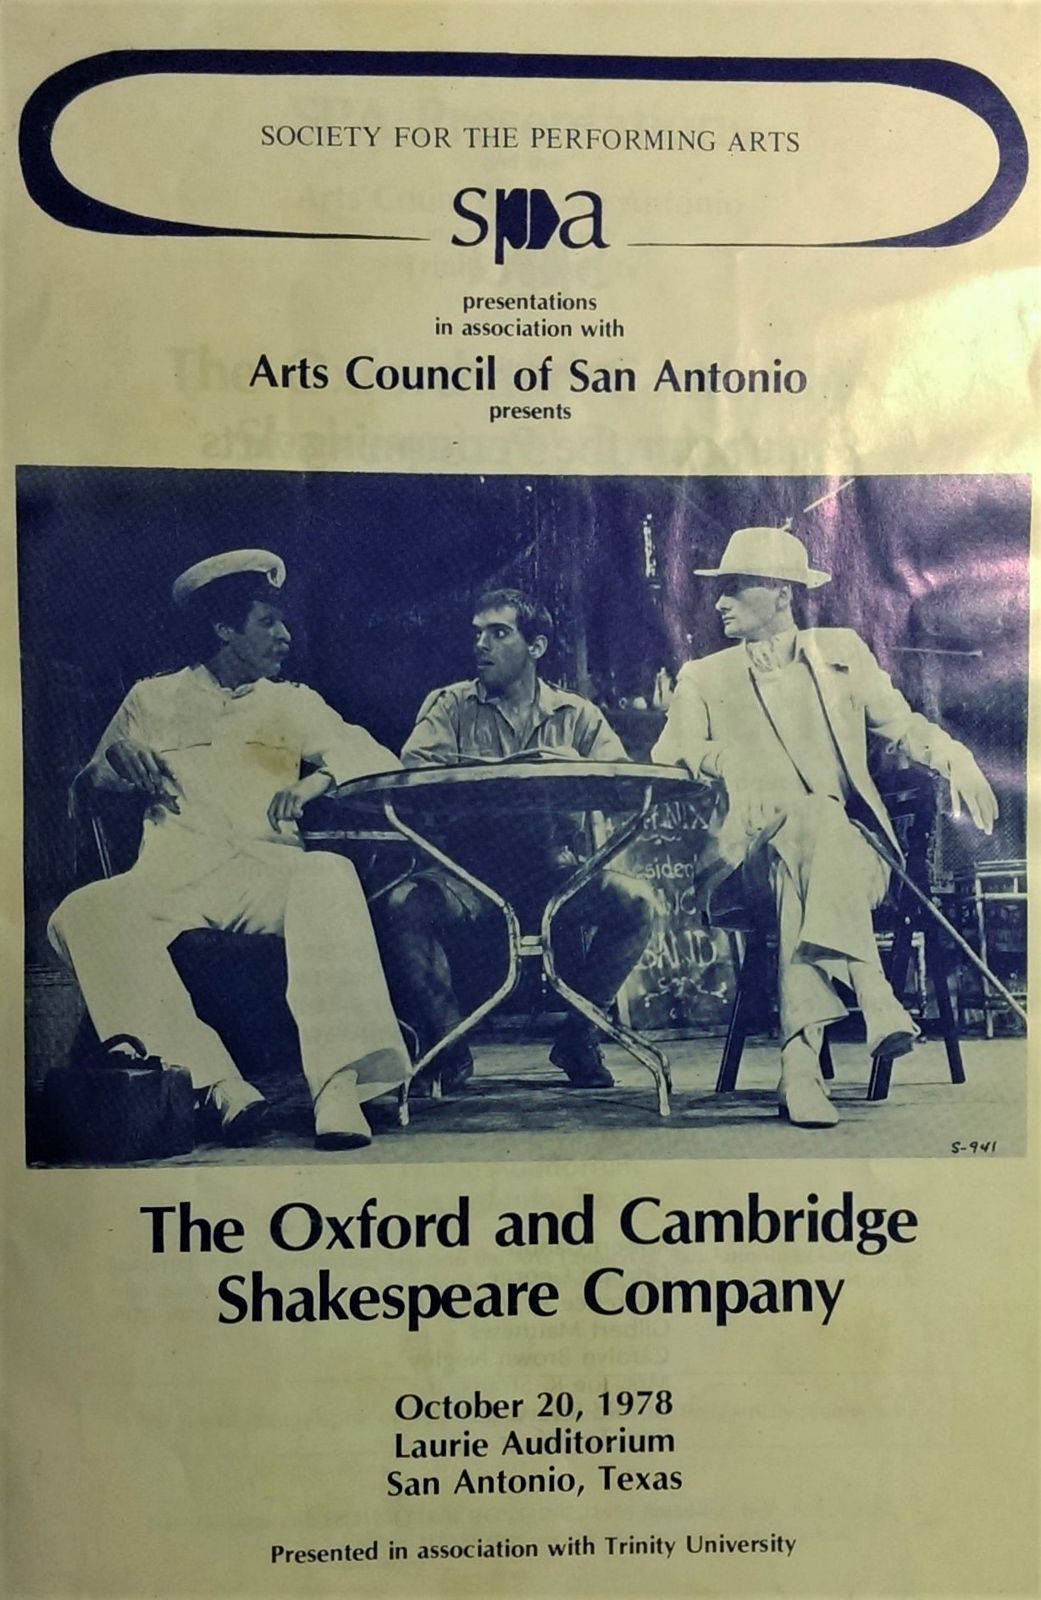 SOCIETY FOR THE PERFORMING ARTS
spa
presentations
in association with
Arts Council of San Antonio
presents
BAND
S-941
The Oxford and Cambridge
Shakespeare Company
October 20, 1978
Laurie Auditorium
San Antonio, Texas
Presented in association with Trinity University